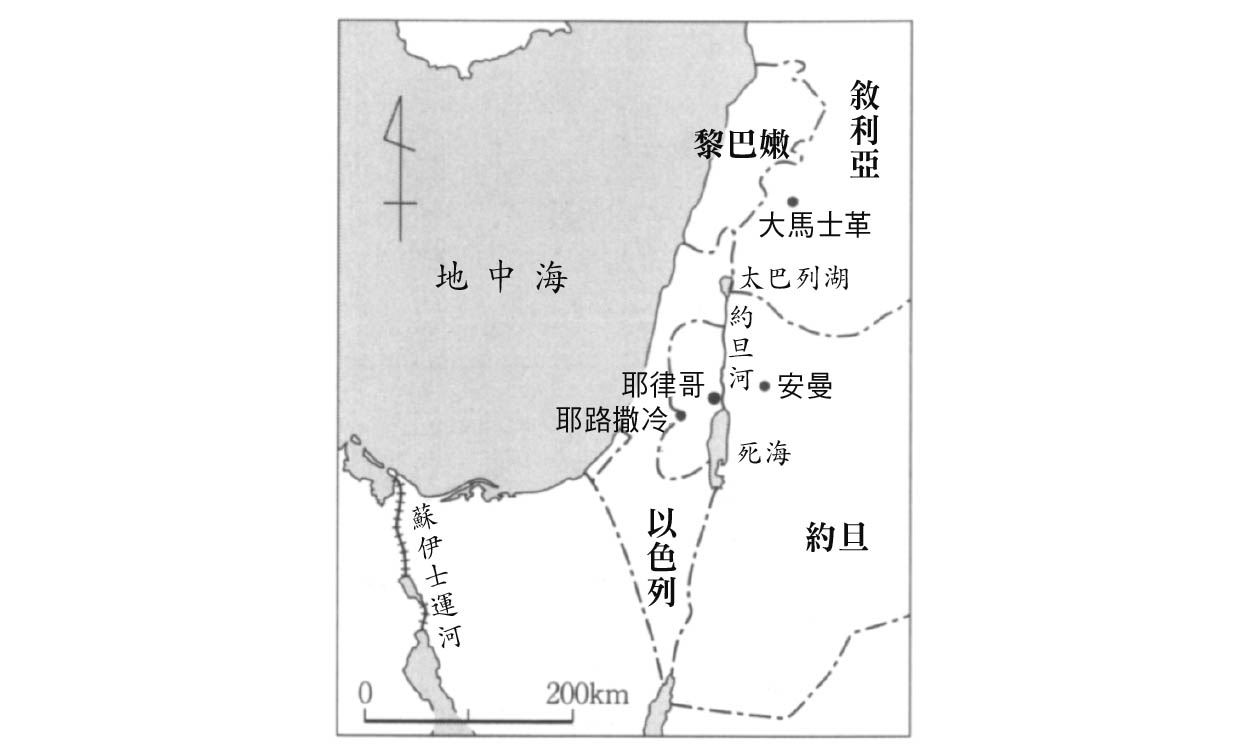 敘利亞
黎巴嫩
大馬士革
地中海
太巴列湖
約旦河
耶律哥
安曼
耶路撒冷
死海
以色列
約旦
蘇伊士運河
0
200km